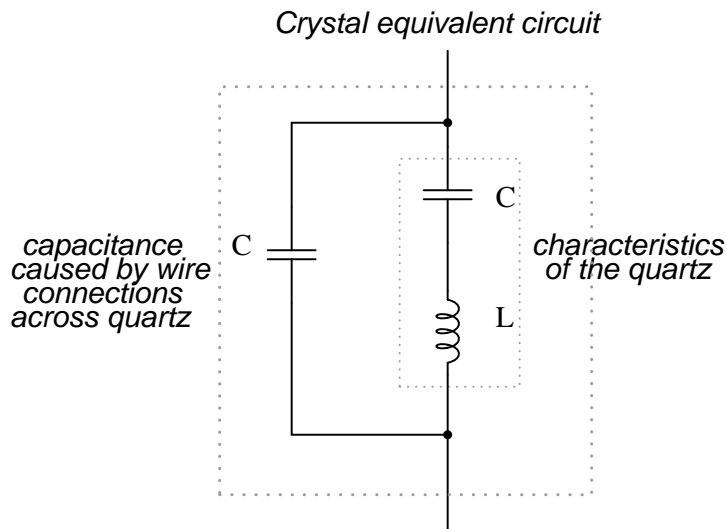 Crystal equivalent circuit
C
C
capacitance
caused by wire
connections
across quartz
characteristics
of the quartz
L